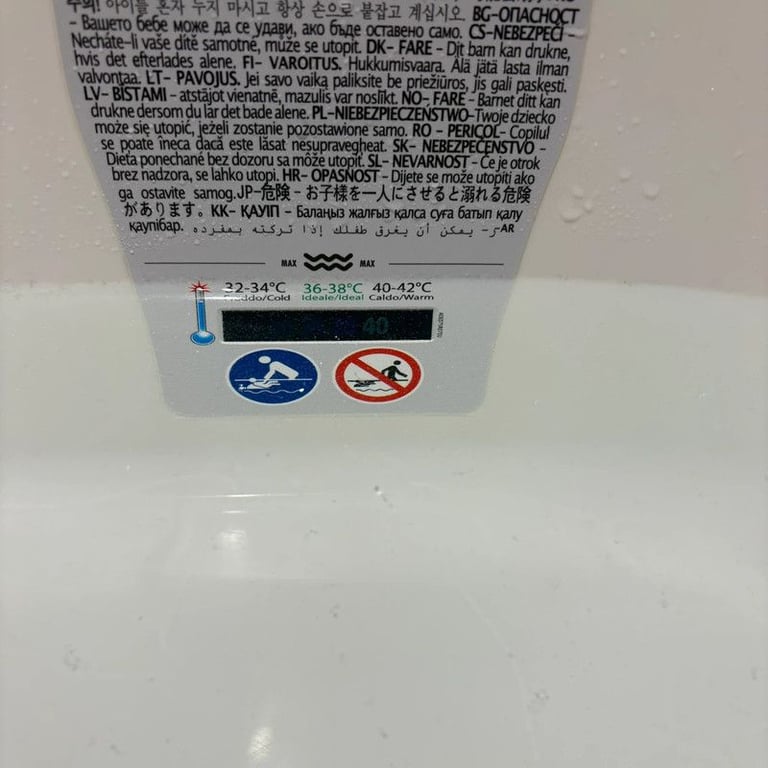 주의! 아이들 혼자 두지 마시고 항상 손으로 붙잡고 계십시오. BG-ОПАСНОСТ
- Вашето бебе може да се удави, ако бъде оставено само. CS-NEBEZPEČÍ -
Necháte-li vaše dítě samotné, může se utopit. DK- FARE - Dit barn kan drukne,
hvis det efterlades alene. FI- VAROITUS. Hukkumisvaara. Älä jätä lasta ilman
valvontaa. LT- PAVOJUS. Jei savo vaiką paliksite be priežiūros, jis gali paskęsti.
LV- BĪSTAMI - atstājot vienatnē, mazulis var noslīkt. NO- FARE - Barnet ditt kan
drukne dersom du lar det bade alene. PL-NIEBEZPIECZEŃSTWO-Twoje dziecko
może się utopić, jeżeli zostanie pozostawione samo. RO - PERICOL- Copilul
se poate îneca dacă este lăsat nesupravegheat. SK- NEBEZPEČENSTVO -
Dieťa ponechané bez dozoru sa môže utopiť. SL- NEVARNOST - Če je otrok
brez nadzora, se lahko utopi. HR- OPASNOST - Dijete se može utopiti ako
ga ostavite samog. JP-危険 - お子様を一人にさせると溺れる危険
があります。KK- ҚАУІП - Балаңыз жалғыз қалса суға батып қалу
қаупібар. AR- يمكن أن يغرق طفلك إذا تركته بمفرده
MAX MAX
32-34°C 36-38°C 40-42°C
Freddo/Cold Ideale/Ideal Caldo/Warm
40